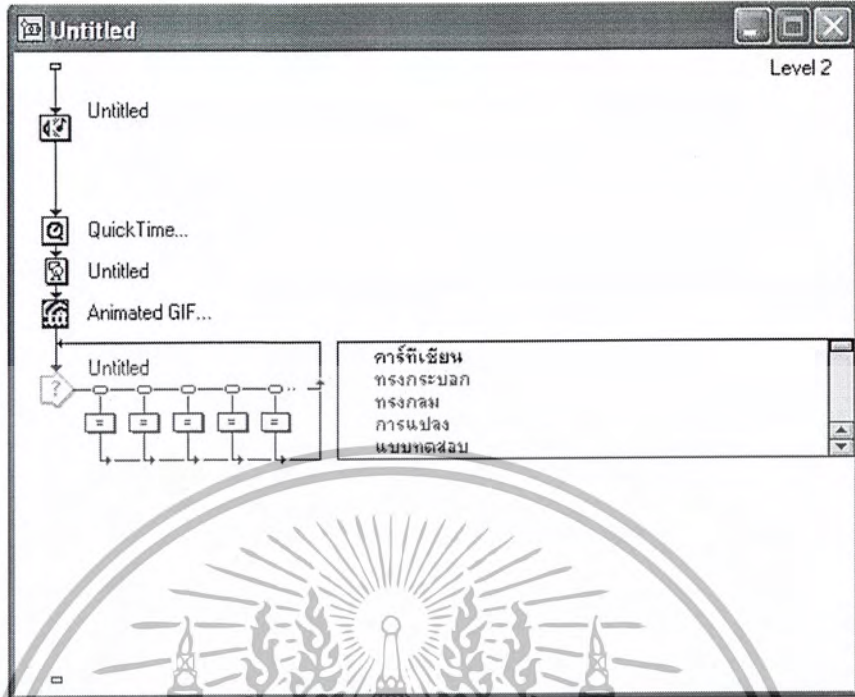 Untitled
Level 2
Untitled
QuickTime...
Untitled
Animated GIF...
Untitled
คาร์ทีเซียน
ทรงกระบอก
ทรงกลม
การแปลง
แบบทดสอบ